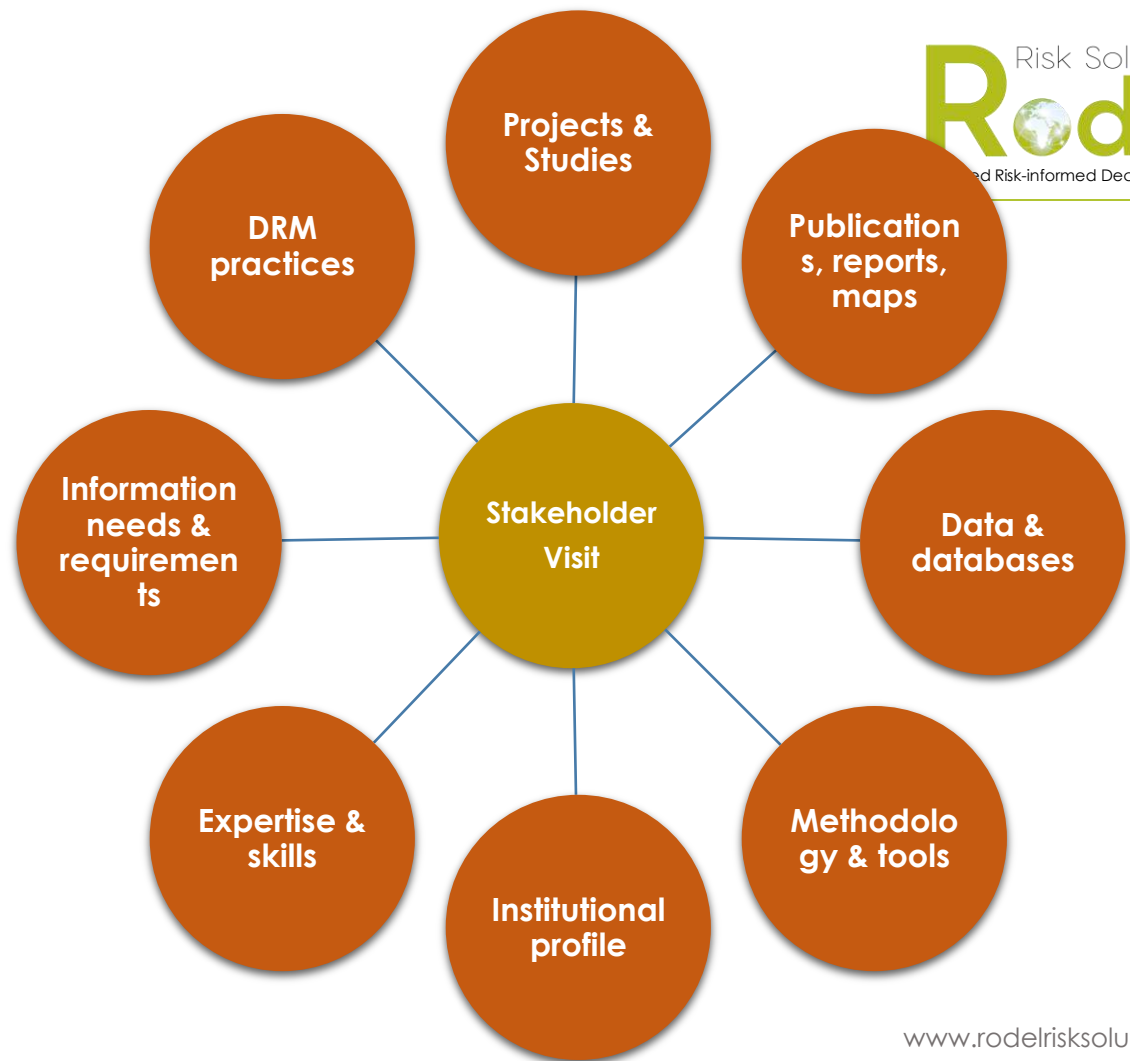 Risk Sol
Rod
ed Risk-informed Dec
Projects &
Studies
Publication
s, reports,
maps
Data &
databases
Methodolo
gy & tools
Institutional
profile
Expertise &
skills
Information
needs &
requiremen
ts
DRM
practices
Stakeholder
Visit
www.rodelrisksolu